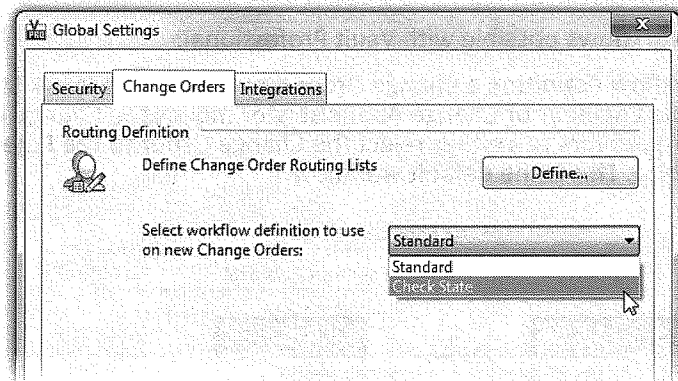 V
PRO
Global Settings
Security
Change Orders
Integrations
Routing Definition
Define Change Order Routing Lists
Define...
Select workflow definition to use
on new Change Orders:
Standard
Standard
Check State